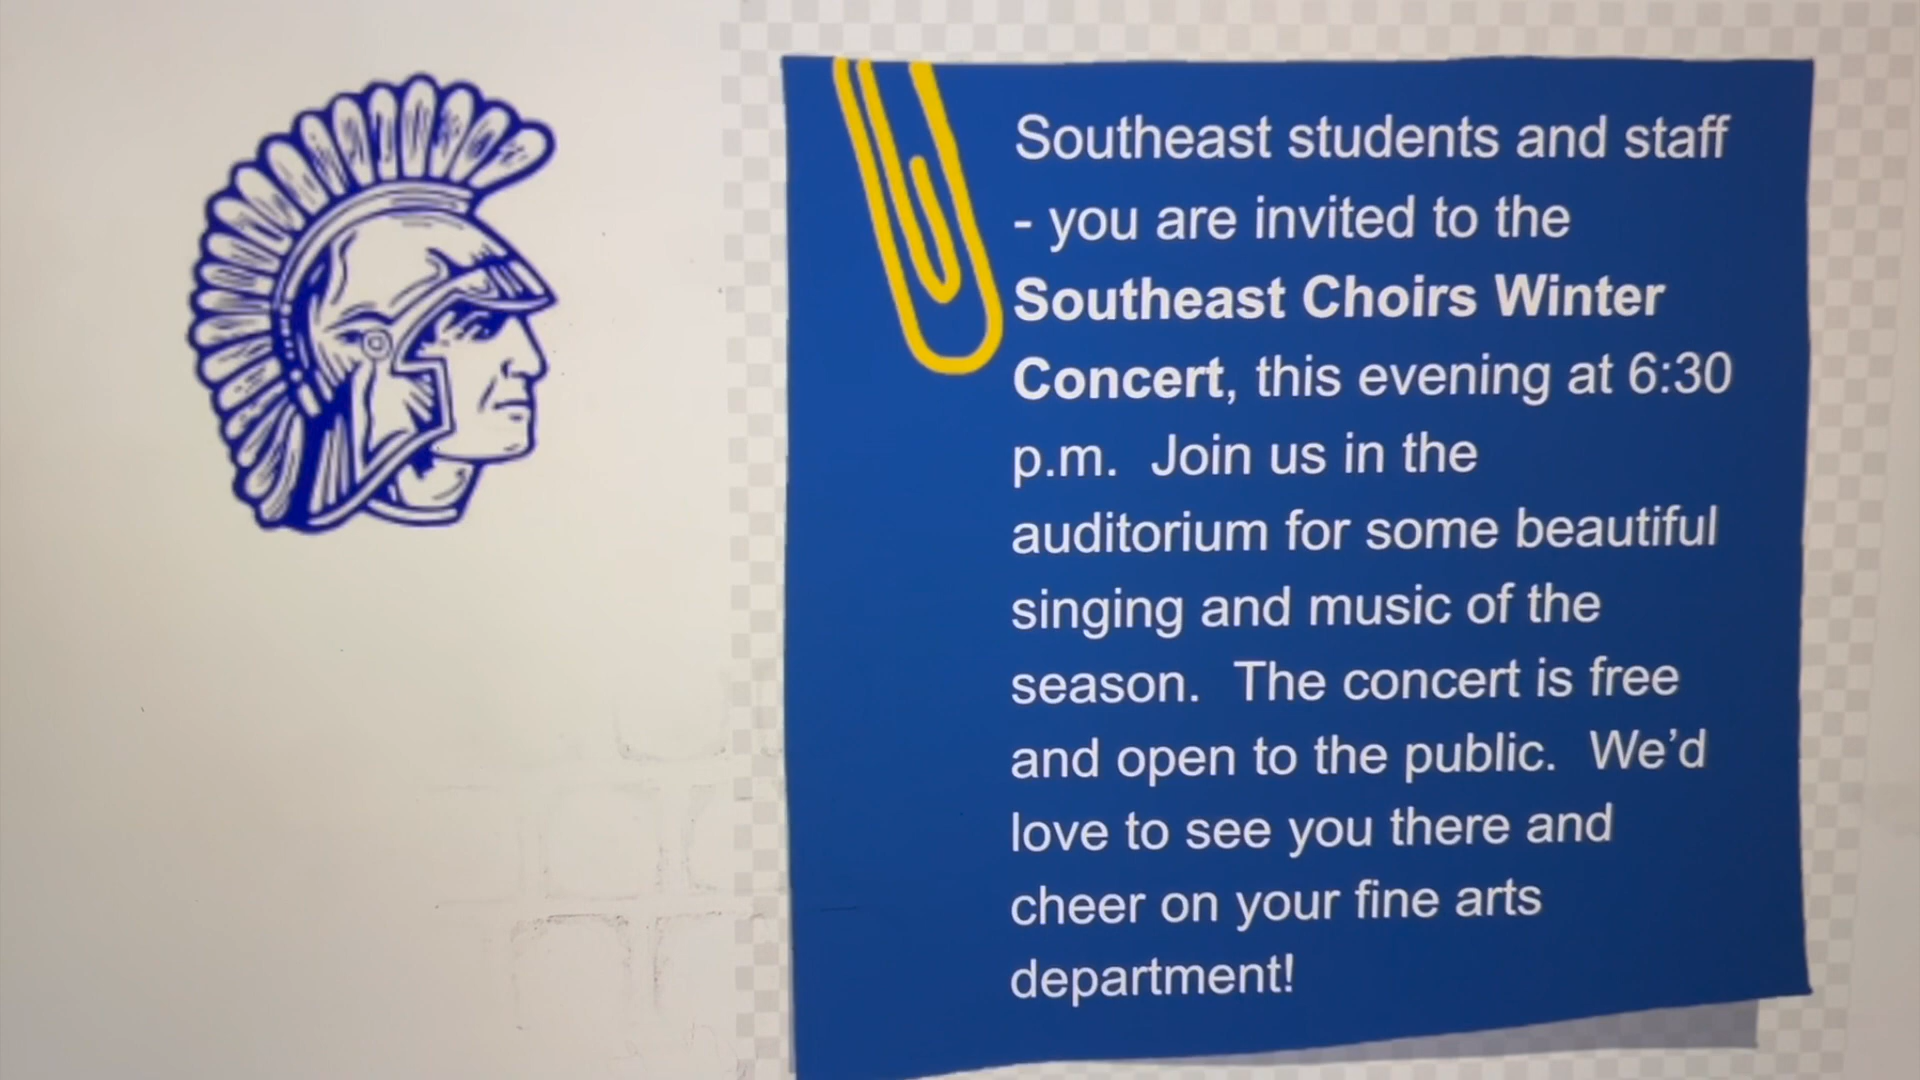 Southeast students and staff
- you are invited to the
Southeast Choirs Winter
Concert, this evening at 6:30
p.m.  Join us in the
auditorium for some beautiful
singing and music of the
season.  The concert is free
and open to the public.  We’d
love to see you there and
cheer on your fine arts
department!